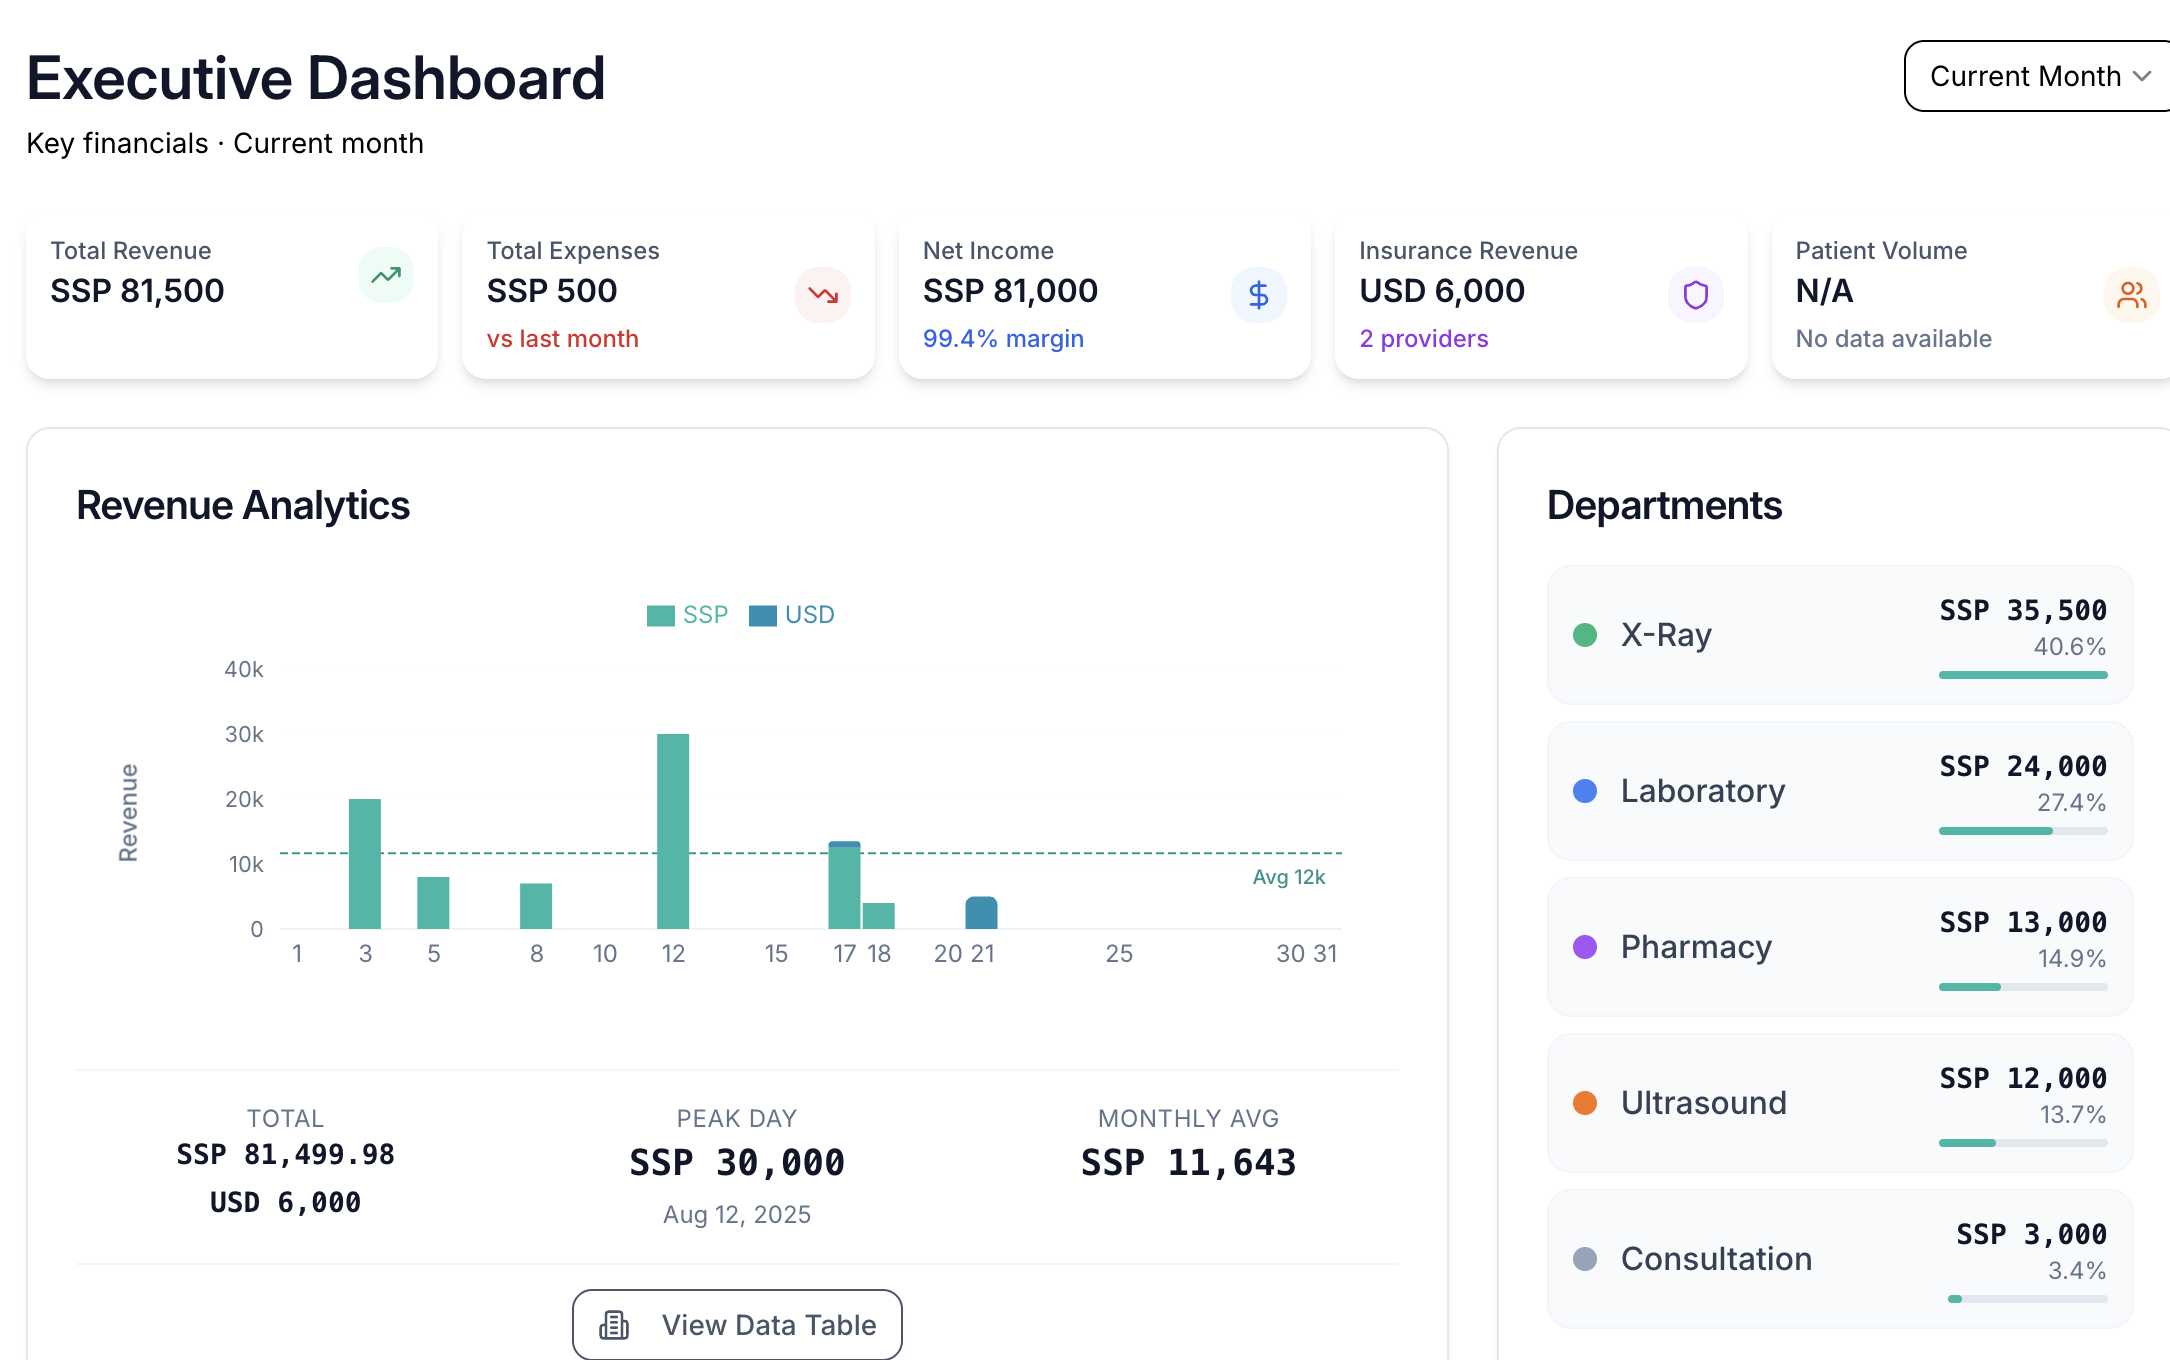 Executive Dashboard
Current Month
Key financials · Current month
Total Revenue
SSP 81,500
Total Expenses
SSP 500
vs last month
Net Income
SSP 81,000
99.4% margin
Insurance Revenue
USD 6,000
2 providers
Patient Volume
N/A
No data available
Revenue Analytics
SSP USD
Revenue
40k
30k
20k
10k
0
Avg 12k
1 3 5 8 10 12 15 17 18 20 21 25 30 31
TOTAL
SSP 81,499.98
USD 6,000
PEAK DAY
SSP 30,000
Aug 12, 2025
MONTHLY AVG
SSP 11,643
View Data Table
Departments
X-Ray
SSP 35,500
40.6%
Laboratory
SSP 24,000
27.4%
Pharmacy
SSP 13,000
14.9%
Ultrasound
SSP 12,000
13.7%
Consultation
SSP 3,000
3.4%